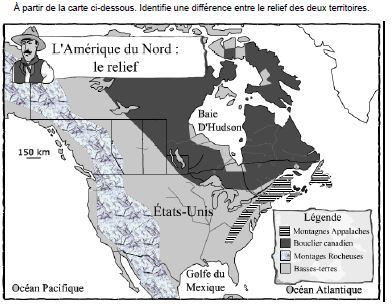 À partir de la carte ci-dessous. Identifie une différence entre le relief des deux territoires.
L'Amérique du Nord :
le relief
Baie
D'Hudson
150 km
États-Unis
Légende
Montagnes Appalaches
Bouclier canadien
Montages Rocheuses
Basses-terres
Golfe du
Mexique
Océan Pacifique
Océan Atlantique